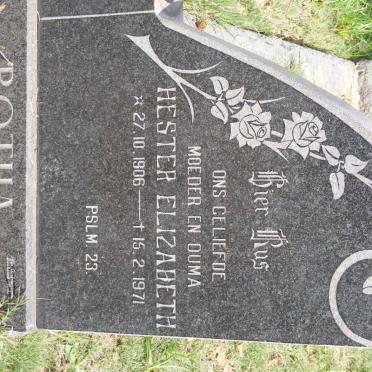 Hier Rus
ONS GELIEFDE
MOEDER EN OUMA
HESTER ELIZABETH
* 27.10.1906 — † 15.2.1971.
PSLM 23.
BOTHA